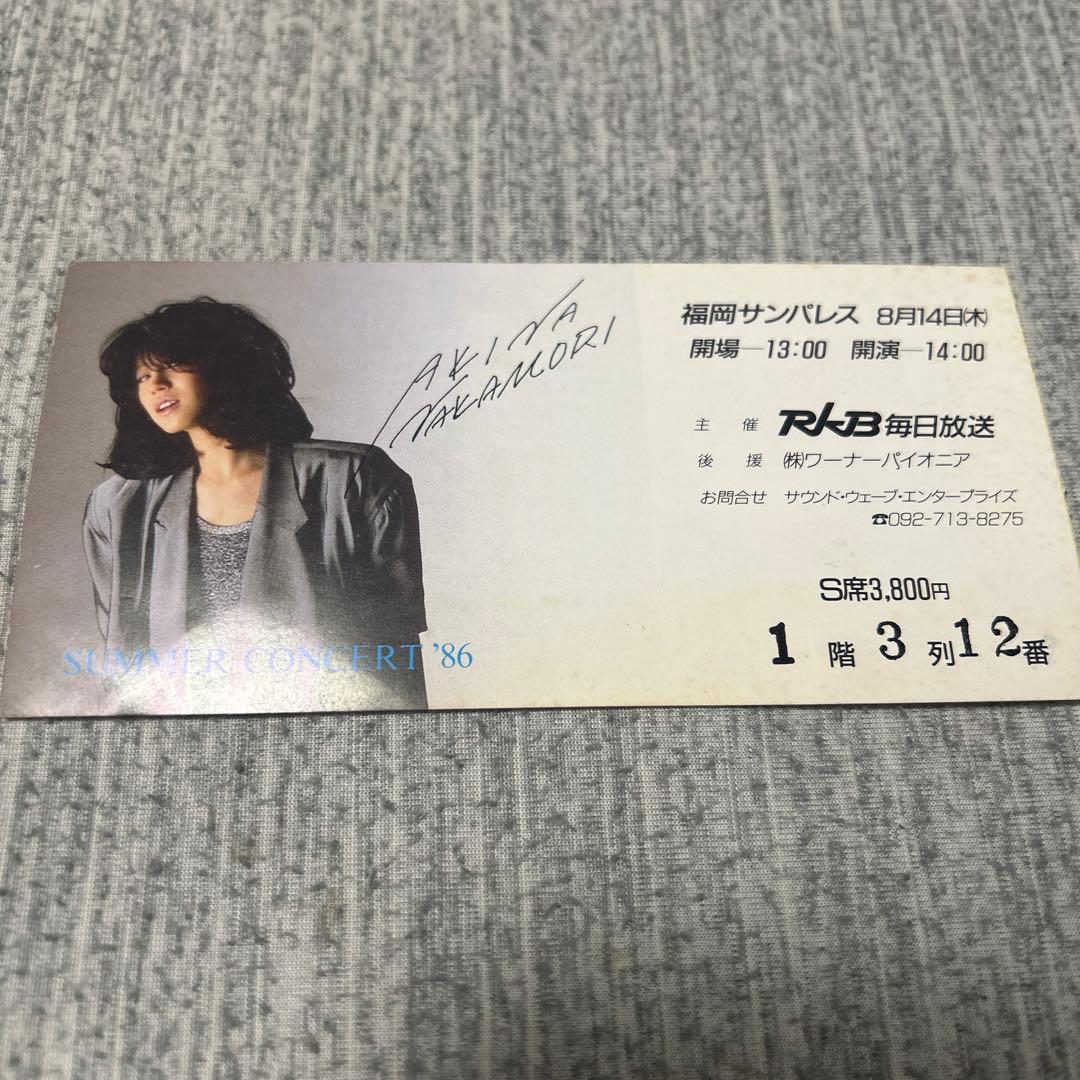 AKINA
NAKAMORI
SUMMER CONCERT '86
福岡サンパレス 8月14日(木)
開場―13:00 開演―14:00
主催 RKB毎日放送
後援 ㈱ワーナーパイオニア
お問合せ サウンド・ウェーブ・エンタープライズ
☎092-713-8275
S席3,800円
1階3列12番